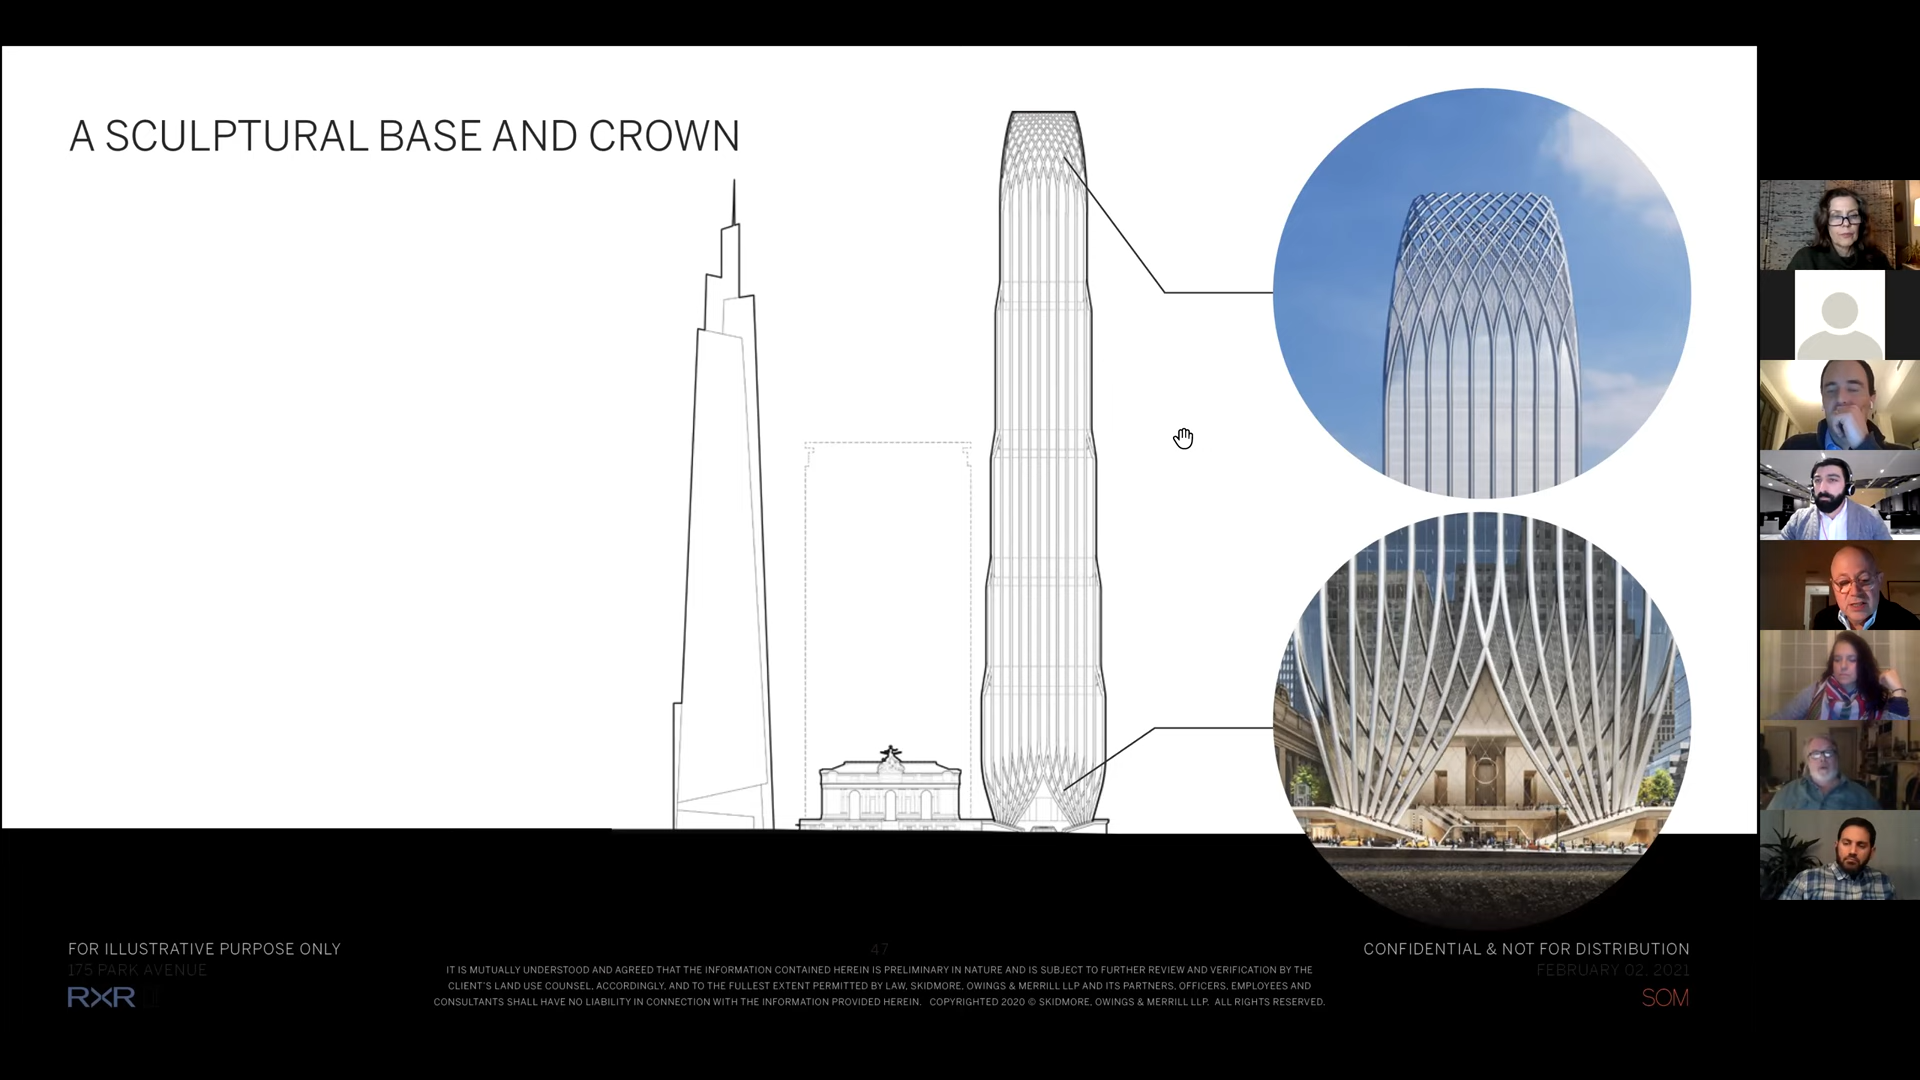 A SCULPTURAL BASE AND CROWN
FOR ILLUSTRATIVE PURPOSE ONLY
175 PARK AVENUE
RXR
47
IT IS MUTUALLY UNDERSTOOD AND AGREED THAT THE INFORMATION CONTAINED HEREIN IS PRELIMINARY IN NATURE AND IS SUBJECT TO FURTHER REVIEW AND VERIFICATION BY THE
CLIENT'S LAND USE COUNSEL, ACCORDINGLY, AND TO THE FULLEST EXTENT PERMITTED BY LAW, SKIDMORE, OWINGS & MERRILL LLP AND ITS PARTNERS, OFFICERS, EMPLOYEES AND
CONSULTANTS SHALL HAVE NO LIABILITY IN CONNECTION WITH THE INFORMATION PROVIDED HEREIN. COPYRIGHTED 2020 © SKIDMORE, OWINGS & MERRILL LLP. ALL RIGHTS RESERVED.
CONFIDENTIAL & NOT FOR DISTRIBUTION
FEBRUARY 02, 2021
SOM